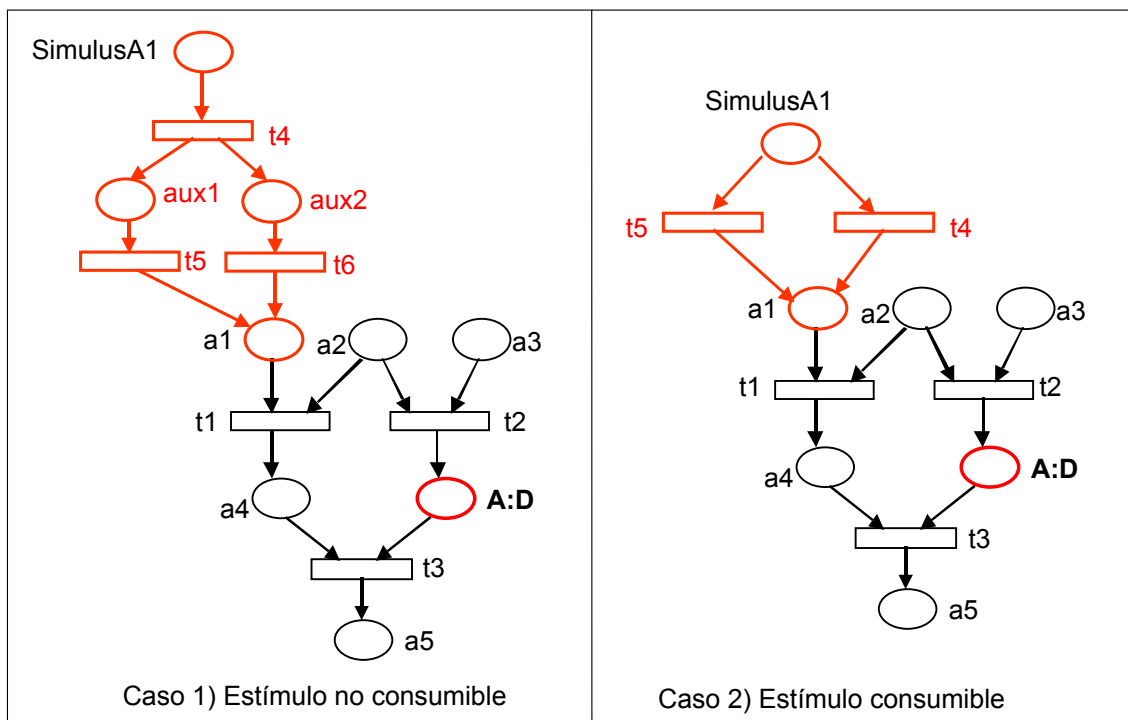 SimulusA1
t4
aux1
aux2
t5
t6
a1
a2
a3
t1
t2
a4
A:D
t3
a5
Caso 1) Estímulo no consumible
SimulusA1
t5
t4
a1
a2
a3
t1
t2
a4
A:D
t3
a5
Caso 2) Estímulo consumible